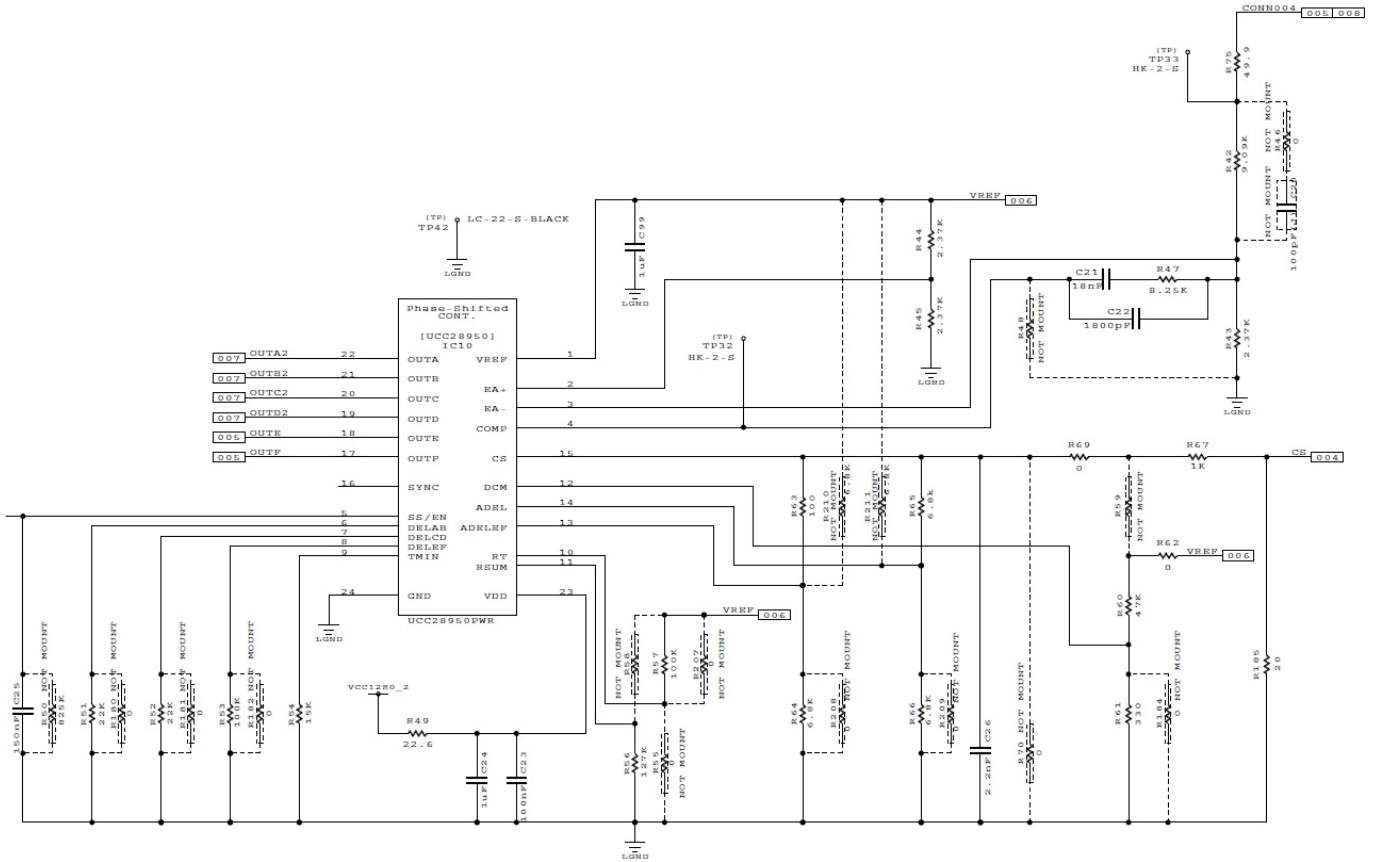 CONN004 005 008
R75 49.9
(TP)
TP33
HK-2-S
NOT MOUNT R46 0
R42 9.09K
NOT MOUNT
100pF
VREF 006
(TP)
TP42
LC-22-S-BLACK
LGND
C99 1uF
LGND
R44 2.37K
R45 2.37K
LGND
C21
18nF
R47
8.25K
C22
1800pF
R48 NOT MOUNT
R43 2.37K
LGND
(TP)
TP32
HK-2-S
Phase-Shifted
CONT.
[UCC28950]
IC10
007 OUTA2 22 OUTA VREF 1
007 OUTB2 21 OUTB
EA+ 2
007 OUTC2 20 OUTC
EA- 3
007 OUTD2 19 OUTD
COMP 4
005 OUTE 18 OUTE
005 OUTF 17 OUTF
CS 15
16 SYNC
DCM 12
5 SS/EN
ADEL 14
6 DELAB
ADELEF 13
7 DELCD
8 DELEF
9 TMIN
RT 10
RSUM 11
24 GND
VDD 23
UCC28950PWR
LGND
R69
0
R67
1K
CS 004
R63 100
R210 6.8K
NOT MOUNT
R211 6.8K
NOT MOUNT
R65 6.8k
R59 NOT MOUNT
R62
0
VREF 006
R60 47K
VREF 006
NOT MOUNT
R58
R57 100K
R207 0
NOT MOUNT
C25 150nF
R50 NOT MOUNT
825K
R51 22K
R180 NOT MOUNT
0
R52 22K
R181 NOT MOUNT
0
R53 100K
R182 NOT MOUNT
0
R54 15K
VCC12R0_2
R49
22.6
C24 1uF
C23 100nF
R56 127K
R55 0
NOT MOUNT
LGND
R64 6.8K
R208 0
NOT MOUNT
R66 6.8K
R209 0
NOT MOUNT
C26 2.2nF
R70 NOT MOUNT
0
R61 330
R184 0
NOT MOUNT
R185 20